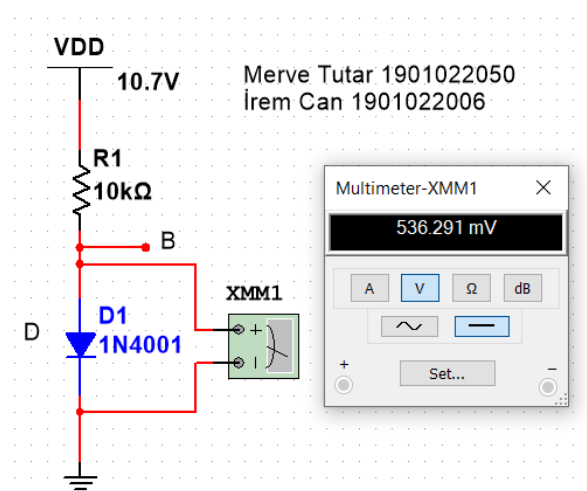 VDD
10.7V
Merve Tutar 1901022050
İrem Can 1901022006
R1
10kΩ
B
D
D1
1N4001
XMM1
+
Multimeter-XMM1
536.291 mV
A V Ω dB
+ Set... −